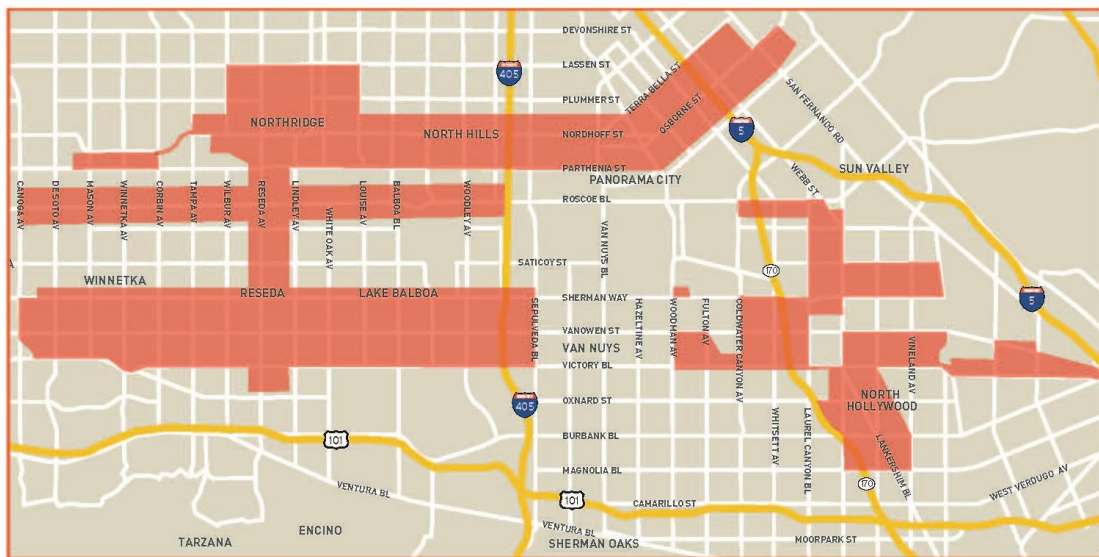 DEVONSHIRE ST
LASSEN ST
405
PLUMMER ST
TERRA BELLA ST
OSBORNE ST
SAN FERNANDO RD
NORTHRIDGE
NORTH HILLS
NORDHOFF ST
5
PARTHENIA ST
PANORAMA CITY
SUN VALLEY
WEBB ST
CANOGA AV
DESOTO AV
MASON AV
WINNETKA AV
CORBIN AV
TAMPA AV
WILBUR AV
RESEDA AV
LINDLEY AV
WHITE OAK AV
LOUISE AV
BALBOA BL
WOODLEY AV
ROSCOE BL
VAN NUYS BL
SATICOY ST
170
A
WINNETKA
RESEDA
LAKE BALBOA
SHERMAN WAY
5
SEPULVEDA BL
HAZELTINE AV
WOODMAN AV
FULTON AV
COLDWATER CANYON AV
VANOWEN ST
VAN NUYS
VINELAND AV
VICTORY BL
405
OXNARD ST
NORTH
HOLLYWOOD
WHITSETT AV
LAUREL CANYON BL
LANKERSHIM BL
101
BURBANK BL
MAGNOLIA BL
170
WEST VERDUGO AV
VENTURA BL
101
CAMARILLO ST
ENCINO
VENTURA BL
TARZANA
SHERMAN OAKS
MOORPARK ST